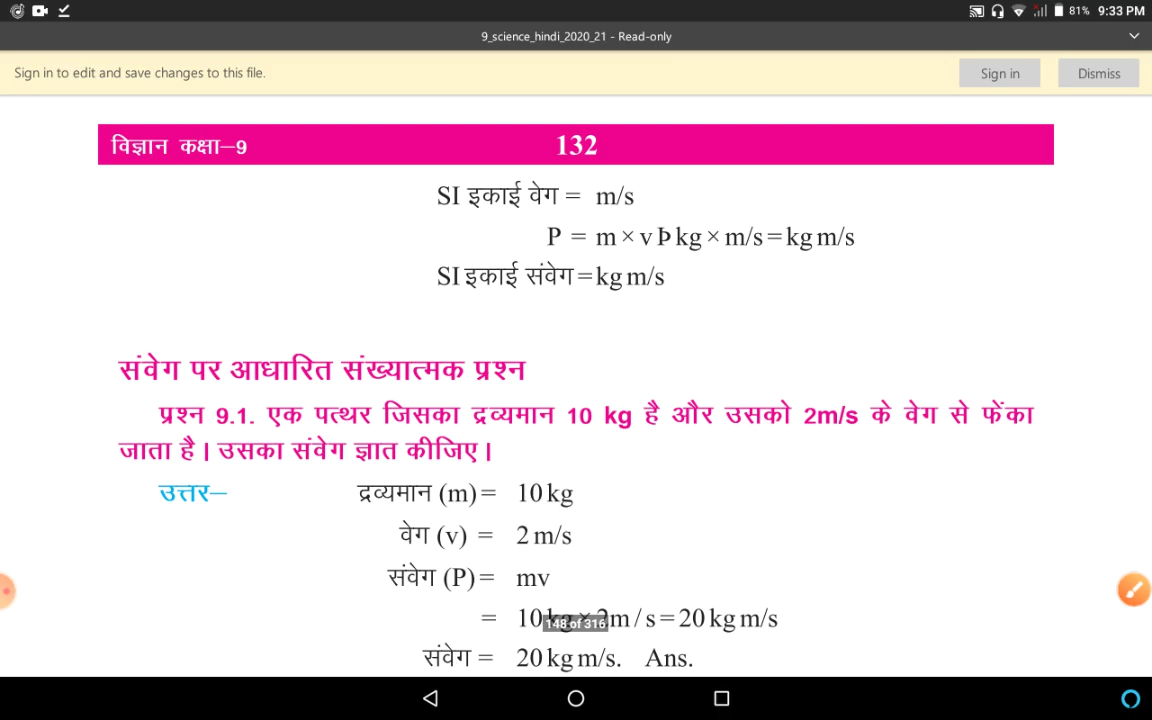 81% 9:33 PM
9_science_hindi_2020_21 - Read-only
Sign in to edit and save changes to this file.
Sign in
Dismiss
विज्ञान कक्षा–9
132
SI इकाई वेग = m/s
P = m × v Þ kg × m/s = kg m/s
SI इकाई संवेग = kg m/s
संवेग पर आधारित संख्यात्मक प्रश्न
प्रश्न 9.1. एक पत्थर जिसका द्रव्यमान 10 kg है और उसको 2m/s के वेग से फेंका
जाता है। उसका संवेग ज्ञात कीजिए।
उत्तर–
द्रव्यमान (m) = 10 kg
वेग (v) = 2 m/s
संवेग (P) = mv
= 10 kg × 2m / s = 20 kg m/s
148 of 316
संवेग = 20 kg m/s. Ans.